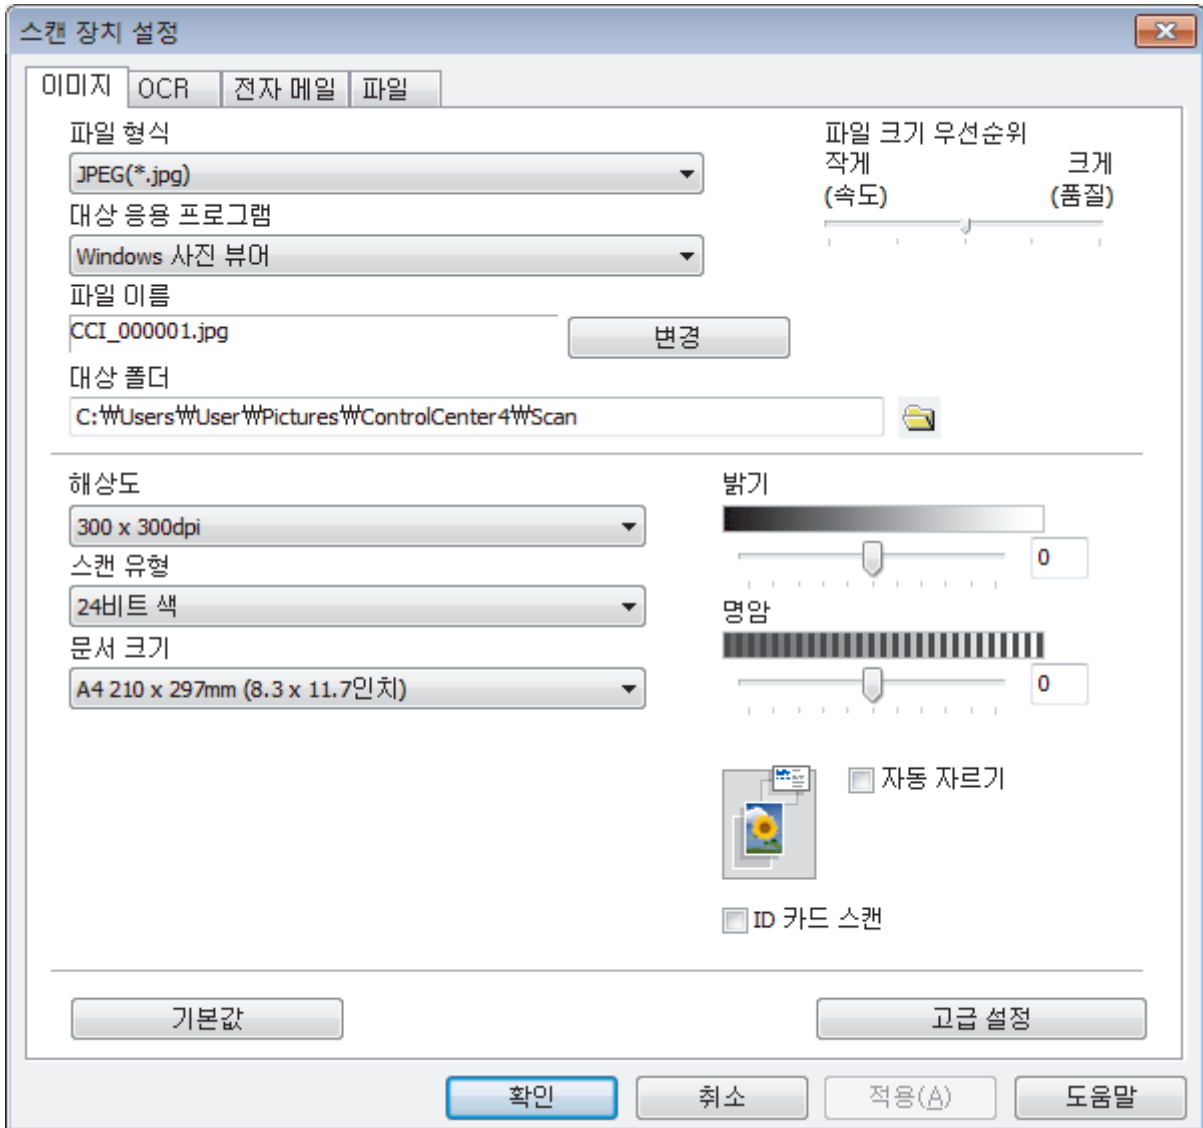 스캔 장치 설정
이미지 OCR 전자 메일 파일
파일 형식
JPEG(*.jpg)
대상 응용 프로그램
Windows 사진 뷰어
파일 이름
CCI_000001.jpg
변경
대상 폴더
C:₩Users₩User₩Pictures₩ControlCenter4₩Scan
파일 크기 우선순위
작게 크게
(속도) (품질)
해상도
300 x 300dpi
스캔 유형
24비트 색
문서 크기
A4 210 x 297mm (8.3 x 11.7인치)
밝기
0
명암
0
자동 자르기
ID 카드 스캔
기본값 고급 설정
확인 취소 적용(A) 도움말